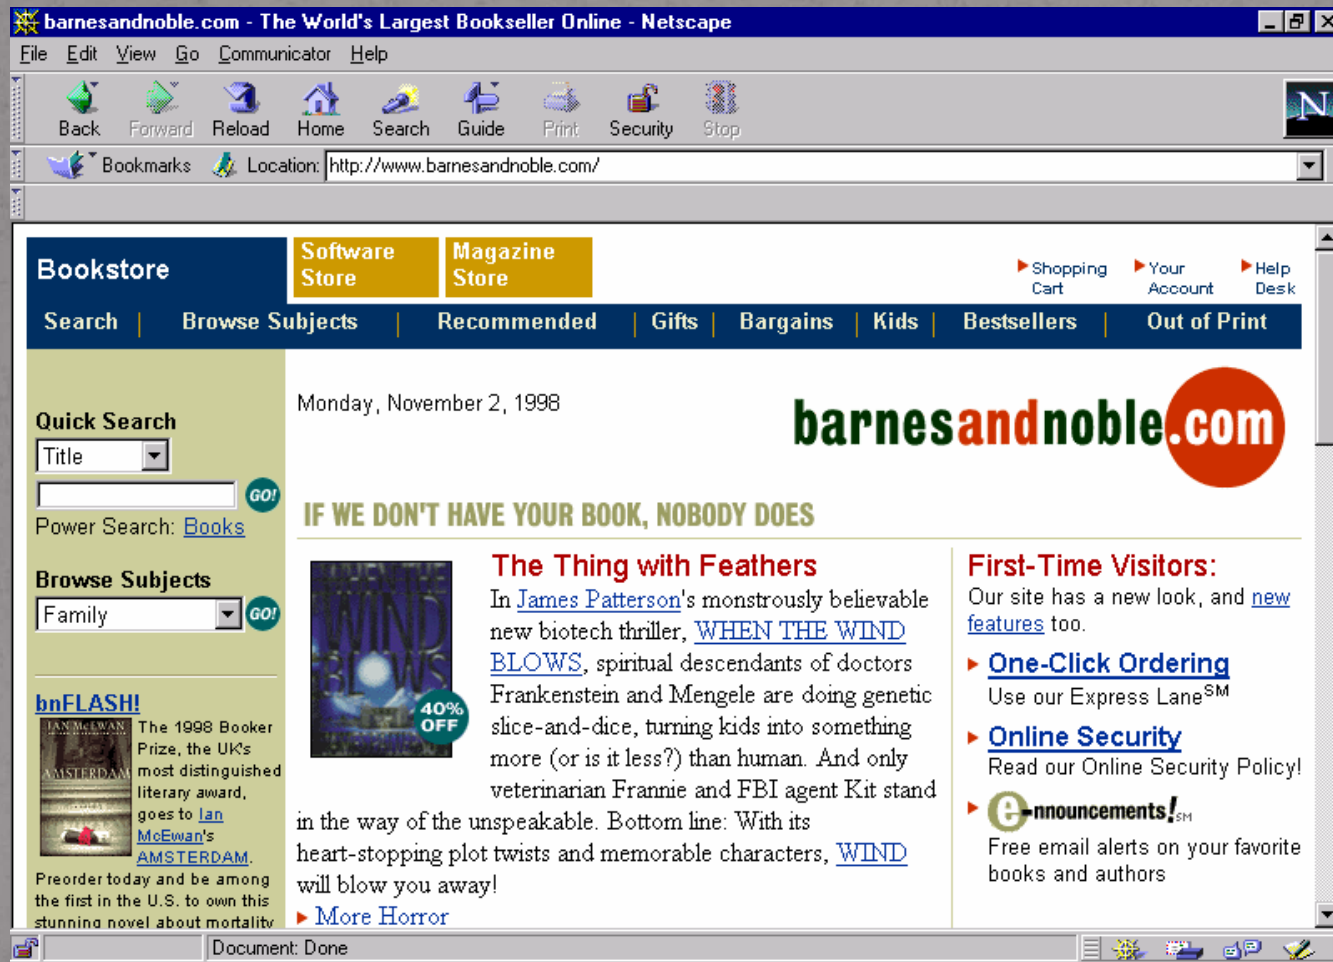 barnesandnoble.com - The World's Largest Bookseller Online - Netscape
File Edit View Go Communicator Help
N
Back Forward Reload Home Search Guide Print Security Stop
Bookmarks Location: http://www.barnesandnoble.com/
Bookstore
Software
Store
Magazine
Store
Shopping
Cart
Your
Account
Help
Desk
Search | Browse Subjects | Recommended | Gifts | Bargains | Kids | Bestsellers | Out of Print
Quick Search
Title
GO!
Power Search: Books
Browse Subjects
Family GO!
bnFLASH!
IAN McEWAN
AMSTERDAM
The 1998 Booker
Prize, the UK's
most distinguished
literary award,
goes to Ian
McEwan's
AMSTERDAM.
Preorder today and be among
the first in the U.S. to own this
stunning novel about mortality
Monday, November 2, 1998
barnesandnoble.com
IF WE DON'T HAVE YOUR BOOK, NOBODY DOES
WIND
BLOWS
40%
OFF
The Thing with Feathers
In James Patterson's monstrously believable
new biotech thriller, WHEN THE WIND
BLOWS, spiritual descendants of doctors
Frankenstein and Mengele are doing genetic
slice-and-dice, turning kids into something
more (or is it less?) than human. And only
veterinarian Frannie and FBI agent Kit stand
in the way of the unspeakable. Bottom line: With its
heart-stopping plot twists and memorable characters, WIND
will blow you away!
More Horror
First-Time Visitors:
Our site has a new look, and new
features too.
One-Click Ordering
Use our Express Lane℠
Online Security
Read our Online Security Policy!
e-nnouncements!℠
Free email alerts on your favorite
books and authors
Document: Done